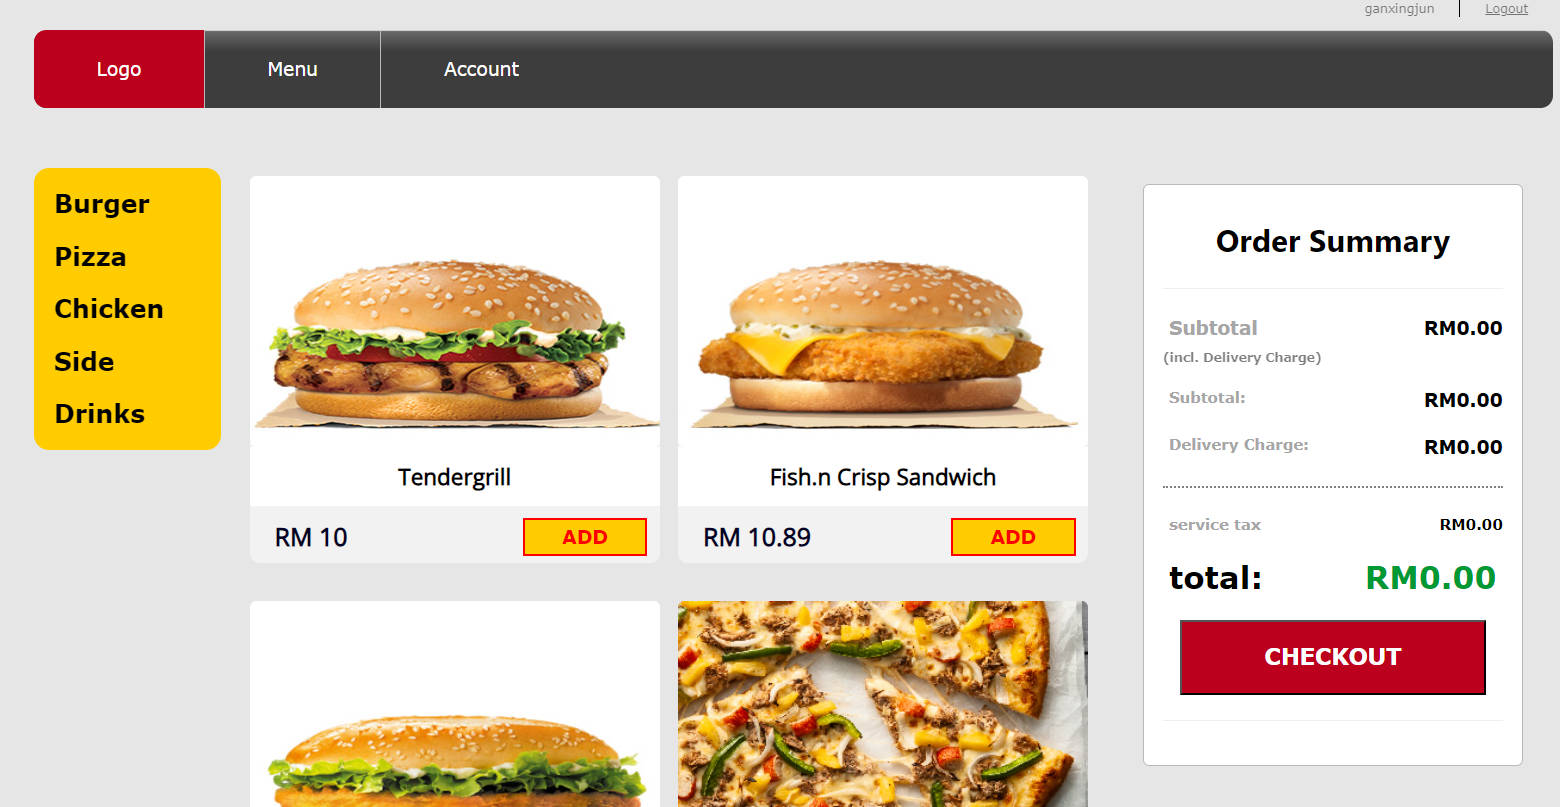 ganxingjun Logout
Logo Menu Account
Burger
Pizza
Chicken
Side
Drinks
Tendergrill
RM 10 ADD
Fish.n Crisp Sandwich
RM 10.89 ADD
Order Summary
Subtotal RM0.00
(incl. Delivery Charge)
Subtotal: RM0.00
Delivery Charge: RM0.00
service tax RM0.00
total: RM0.00
CHECKOUT